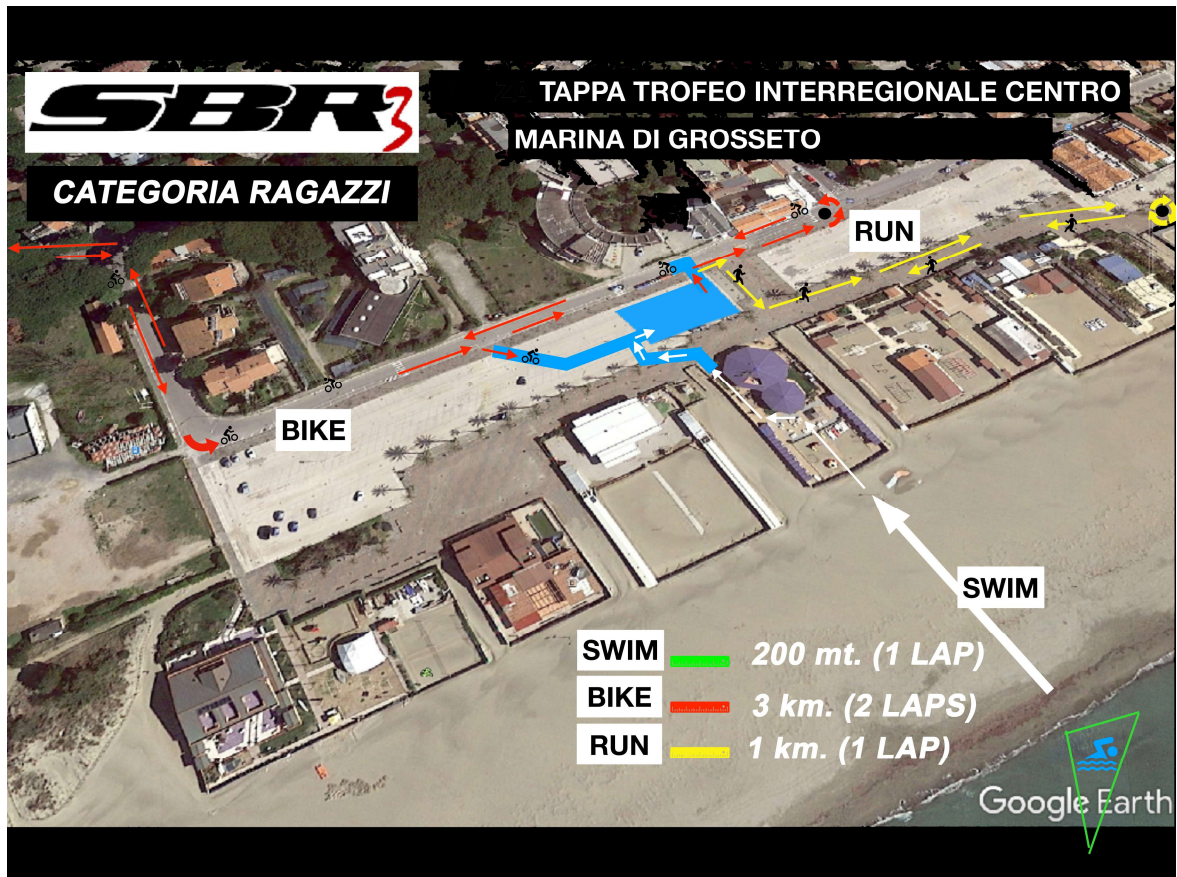 SBR3
TAPPA TROFEO INTERREGIONALE CENTRO
MARINA DI GROSSETO
CATEGORIA RAGAZZI
RUN
BIKE
SWIM
SWIM 200 mt. (1 LAP)
BIKE 3 km. (2 LAPS)
RUN 1 km. (1 LAP)
Google Earth